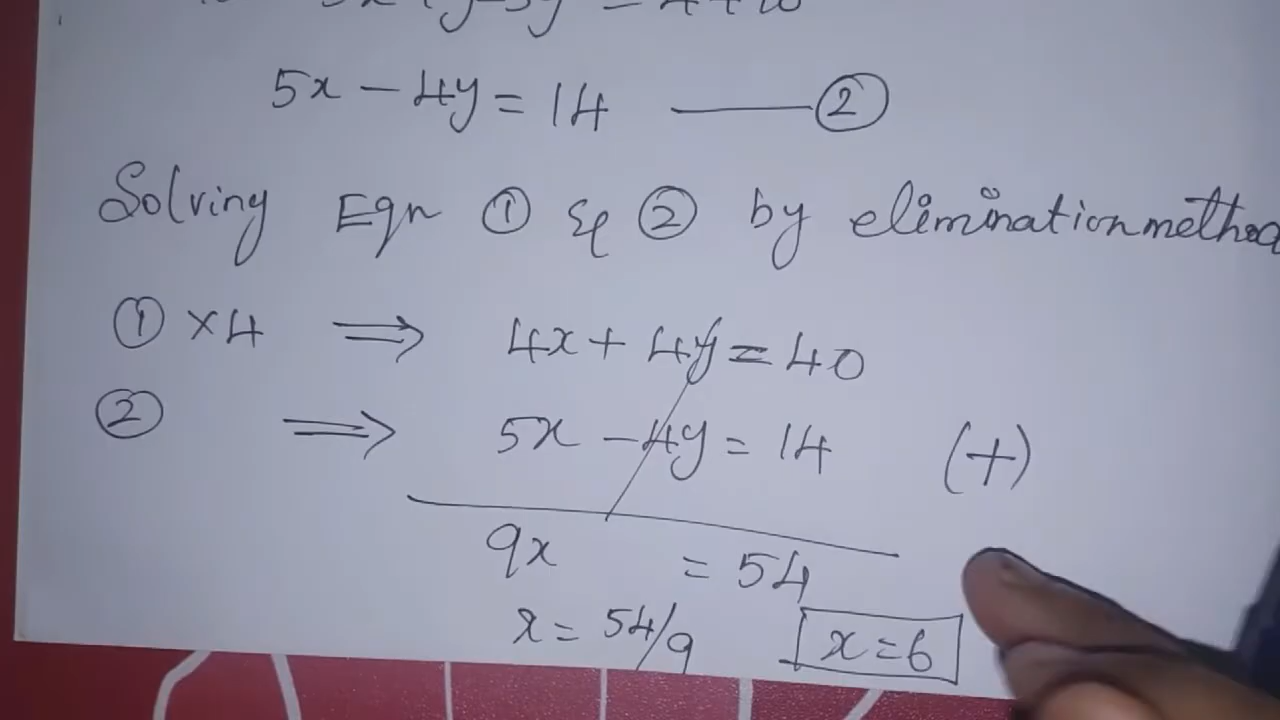 5x - 4y = 14 —— ②
Solving Eqn ① & ② by elimination method
① × 4 ⟹ 4x + 4y = 40
② ⟹ 5x - 4y = 14 (+)
9x = 54
x = 54/9 x = 6